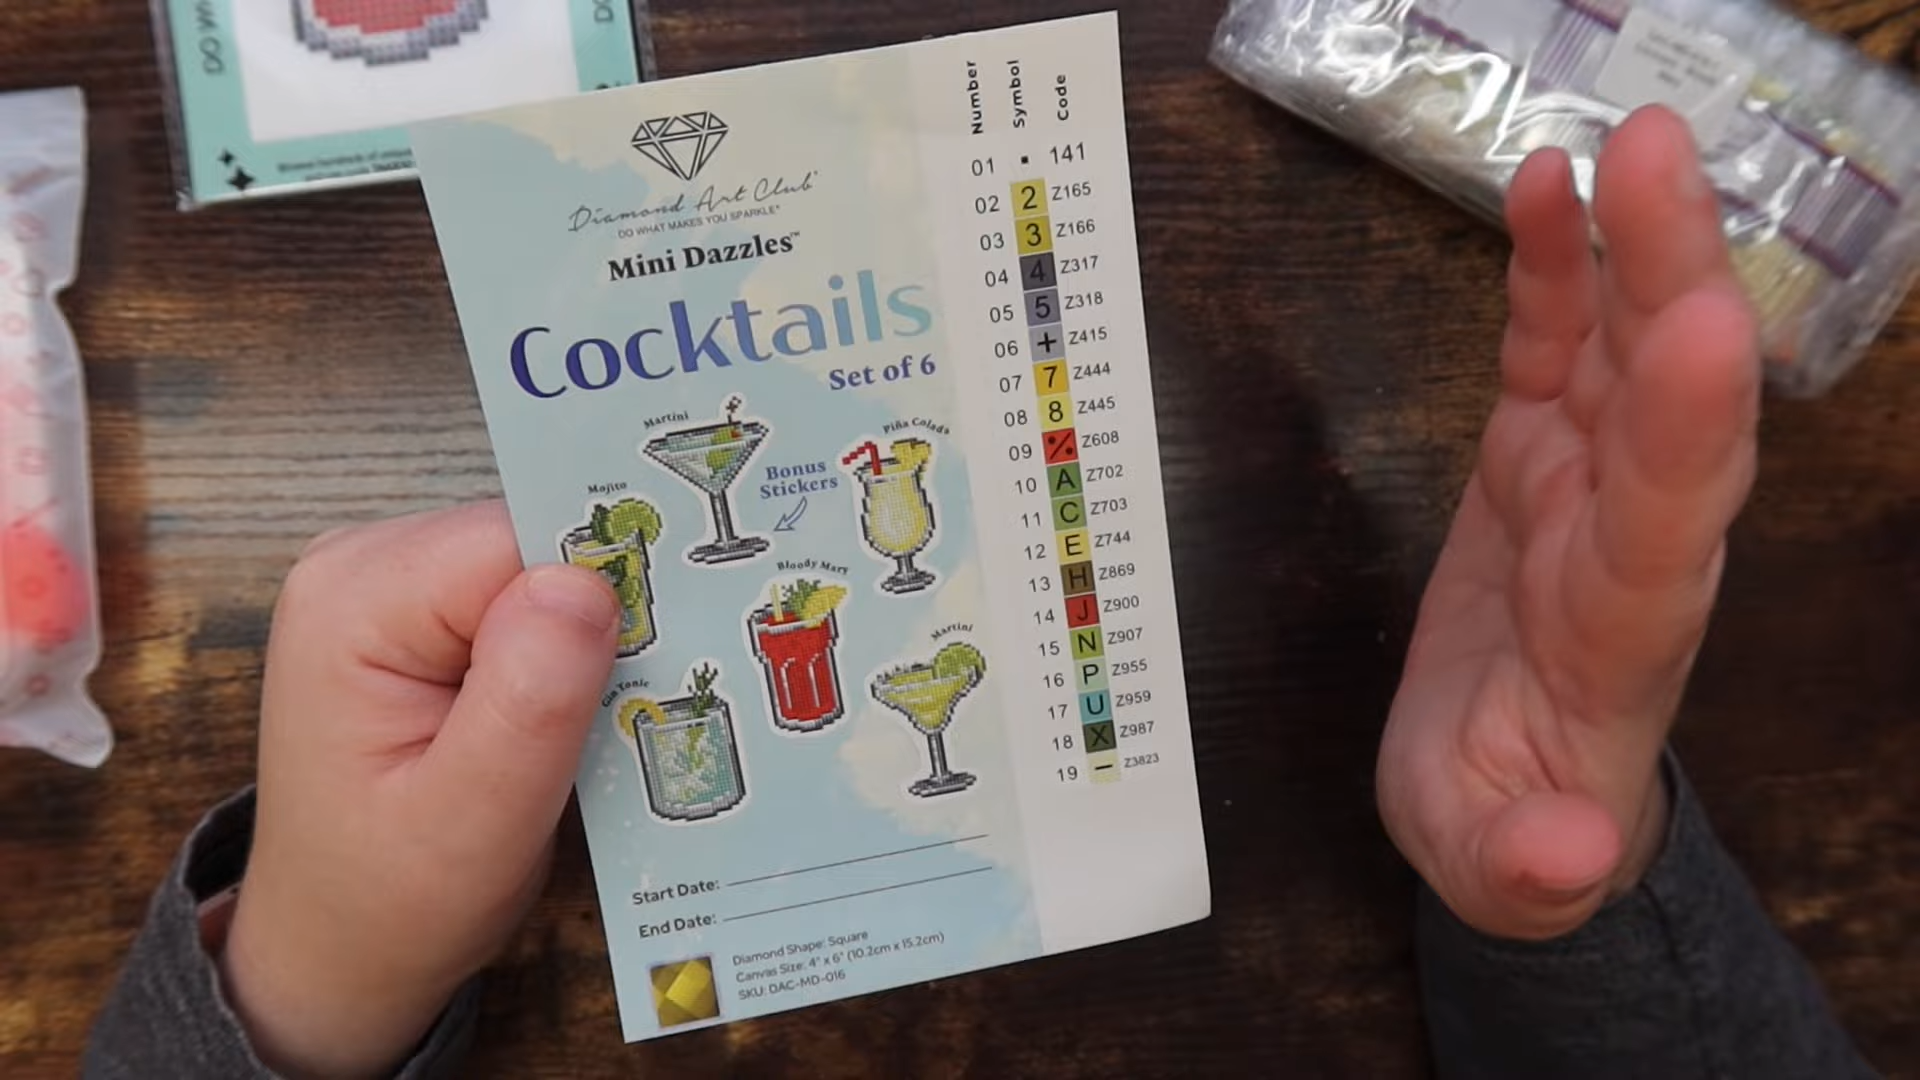 DO
Diamond Art Club
DO WHAT MAKES YOU SPARKLE
Mini Dazzles™
Cocktails
Set of 6
Martini
Piña Colada
Bonus
Stickers
Mojito
Bloody Mary
Martini
Gin Tonic
Start Date:
End Date:
Diamond Shape: Square
Canvas Size: 4" x 6" (10.2cm x 15.2cm)
SKU: DAC-MD-016
Number Symbol Code
01 ▪ 141
02 2 Z165
03 3 Z166
04 4 Z317
05 5 Z318
06 + Z415
07 7 Z444
08 8 Z445
09 ٪ Z608
10 A Z702
11 C Z703
12 E Z744
13 H Z869
14 J Z900
15 N Z907
16 P Z955
17 U Z959
18 X Z987
19 − Z3823